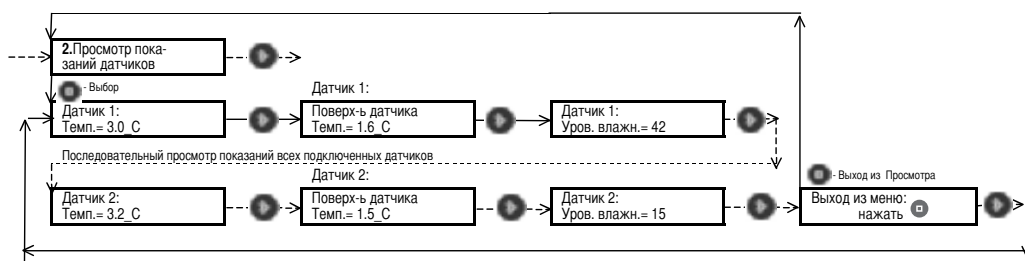 2.Просмотр пока-
заний датчиков
- Выбор
Датчик 1:
Датчик 1:
Темп.= 3.0_C
Поверх-ь датчика
Темп.= 1.6_C
Датчик 1:
Уров. влажн.= 42
Последовательный просмотр показаний всех подключенных датчиков
Датчик 2:
- Выход из Просмотра
Датчик 2:
Темп.= 3.2_C
Поверх-ь датчика
Темп.= 1.5_C
Датчик 2:
Уров. влажн.= 15
Выход из меню:
нажать